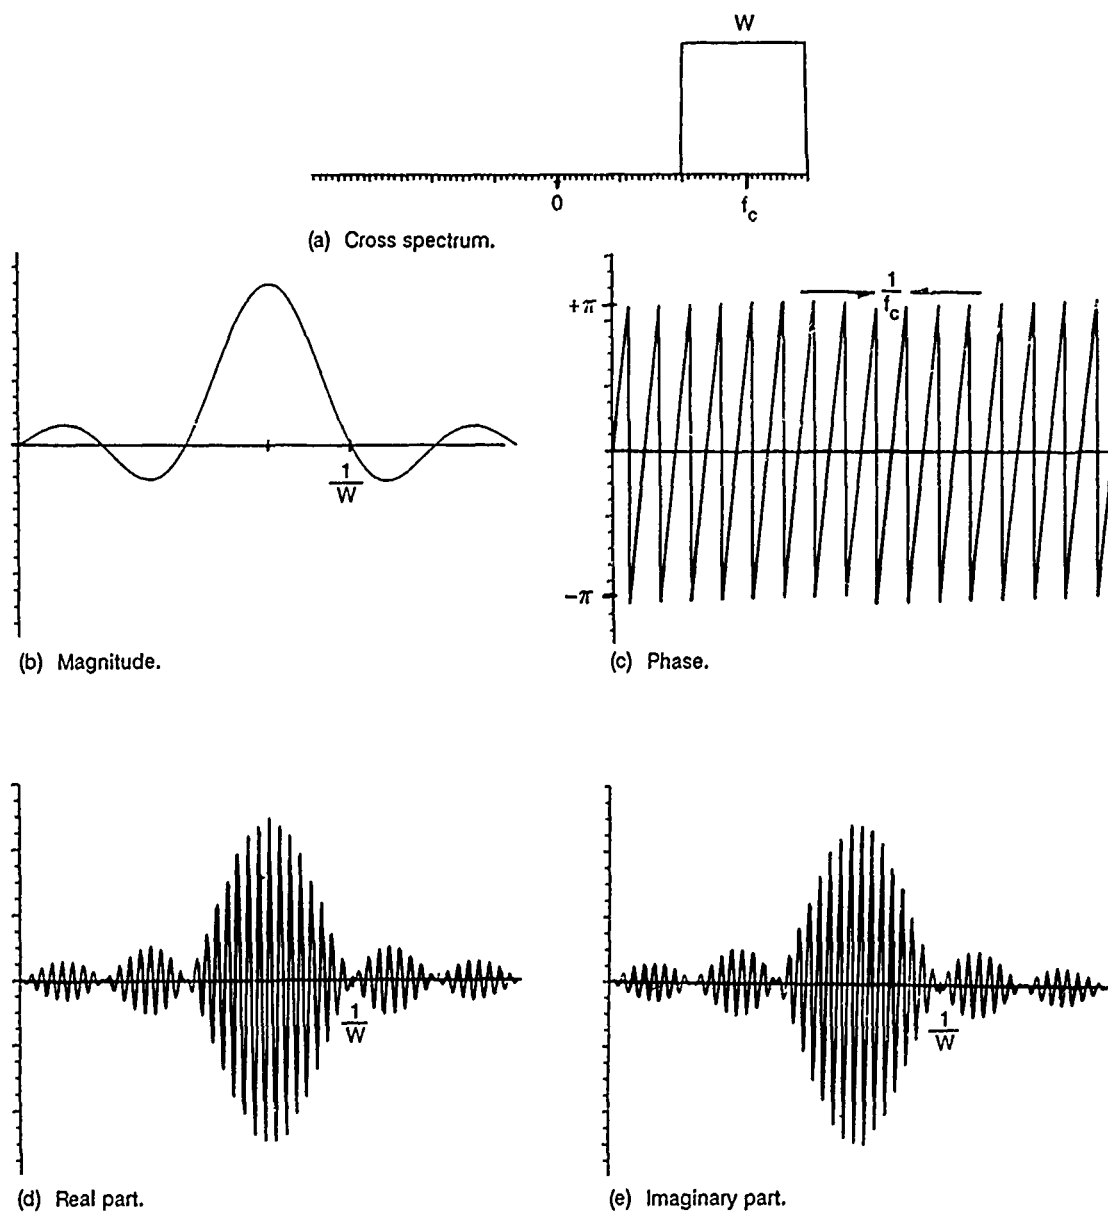 W
0
f_c
(a) Cross spectrum.
1
W
(b) Magnitude.
+π
1
f_c
−π
(c) Phase.
1
W
(d) Real part.
1
W
(e) Imaginary part.